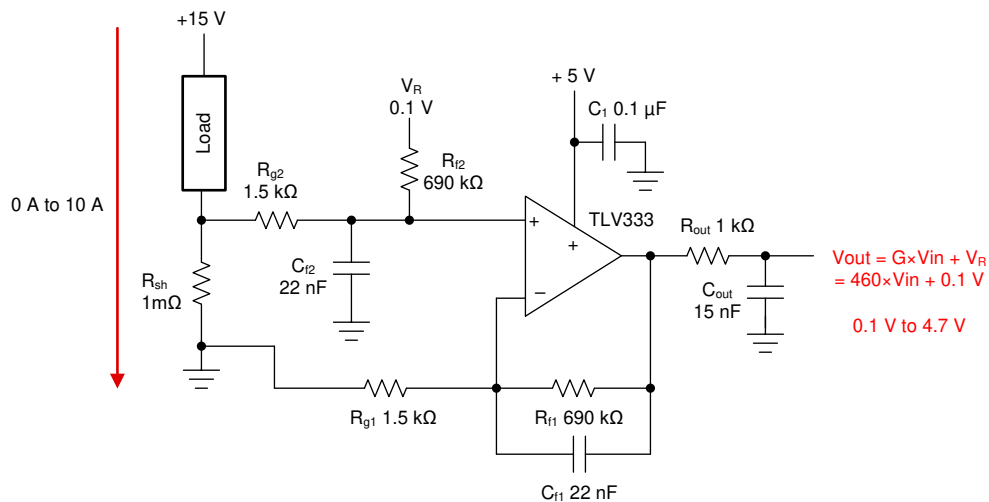 +15 V
Load
0 A to 10 A
Rsh
1mΩ
Rg2
1.5 kΩ
VR
0.1 V
Rf2
690 kΩ
Cf2
22 nF
+ 5 V
C1 0.1 µF
TLV333
+
+
−
Rout 1 kΩ
Cout
15 nF
Vout = G×Vin + VR
= 460×Vin + 0.1 V
0.1 V to 4.7 V
Rg1 1.5 kΩ
Rf1 690 kΩ
Cf1 22 nF